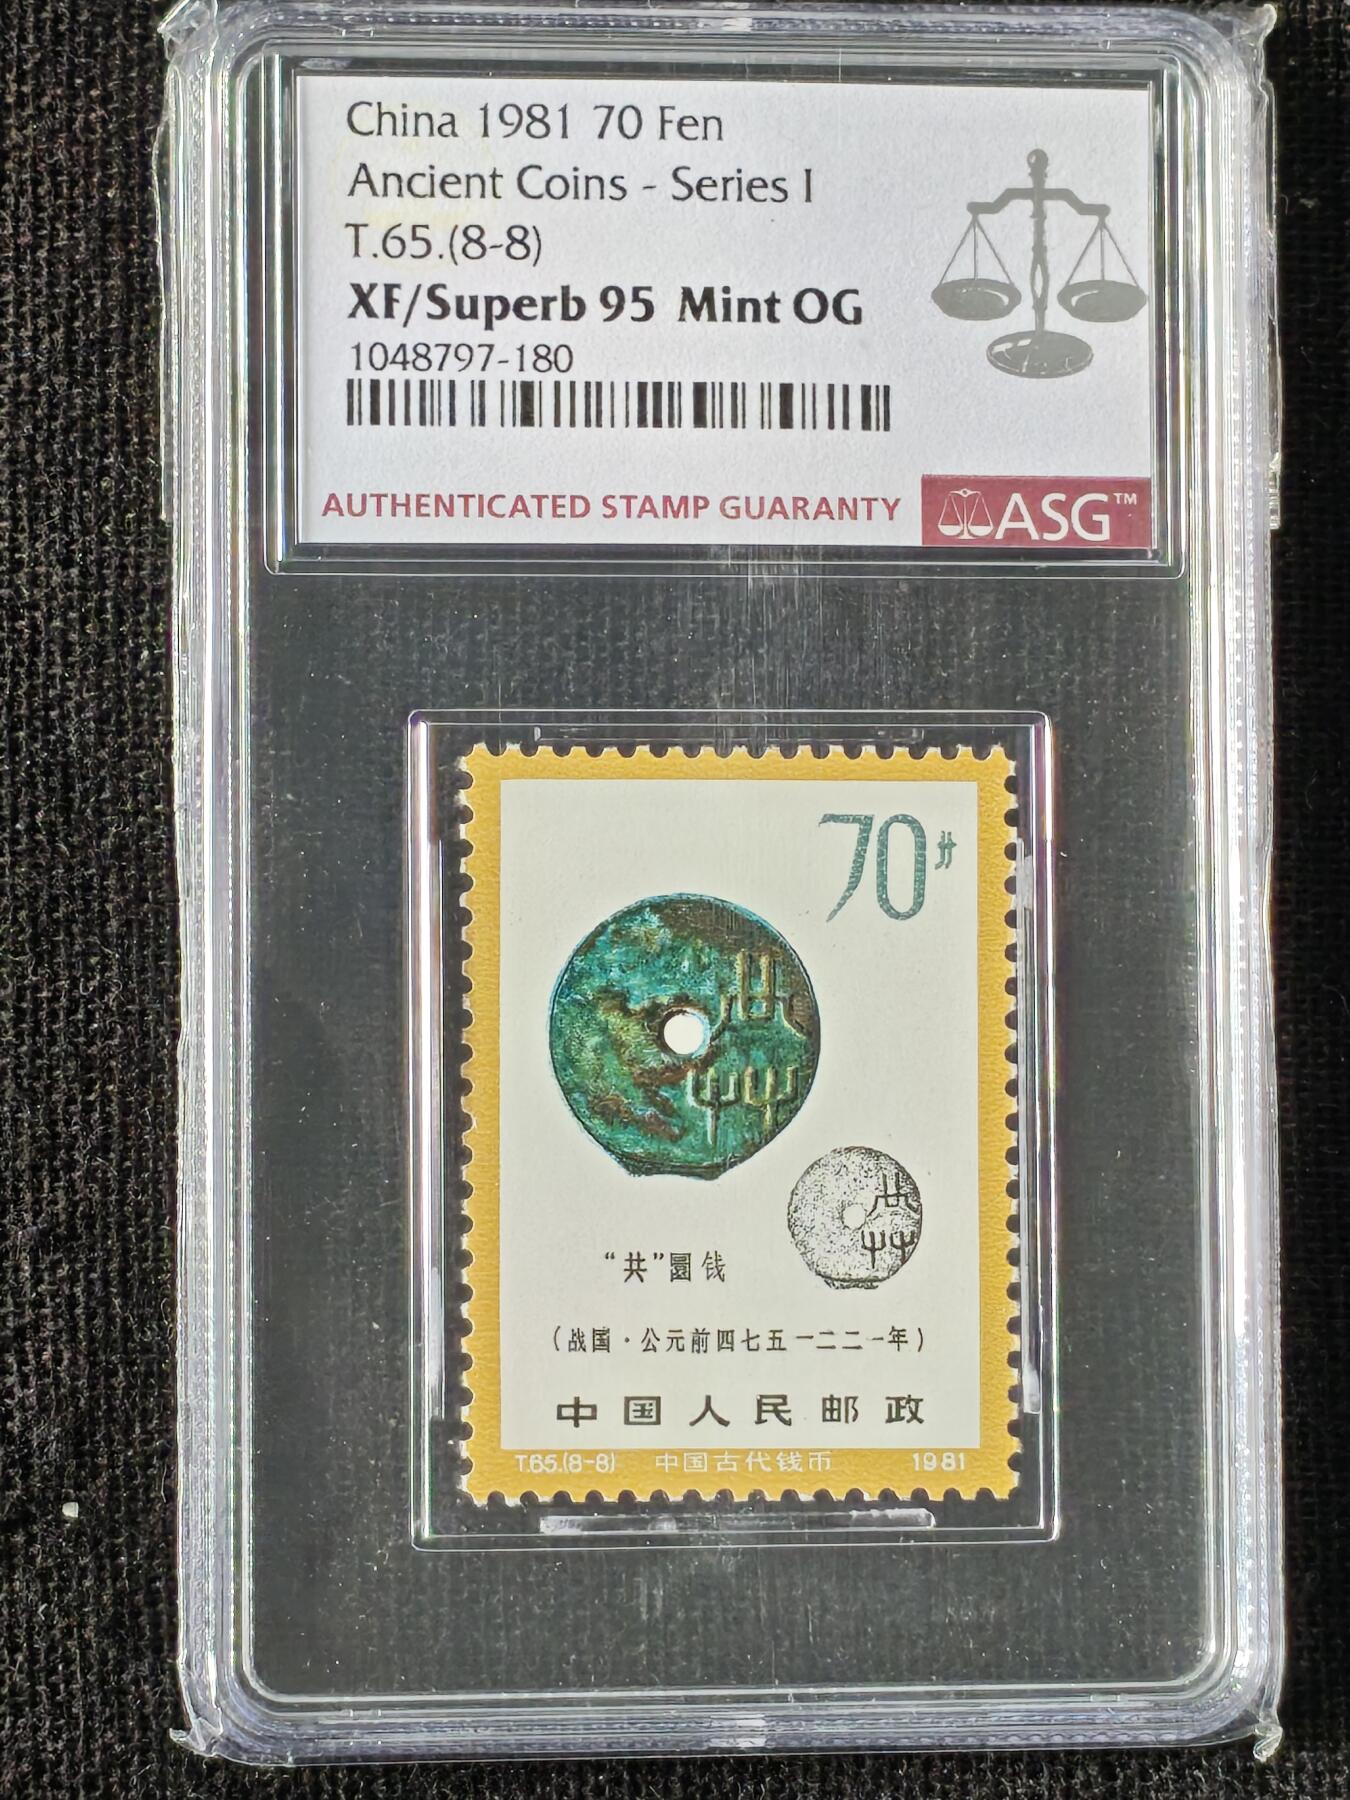 China 1981 70 Fen
Ancient Coins - Series I
T.65.(8-8)
XF/Superb 95 Mint OG
1048797-180
AUTHENTICATED STAMP GUARANTY
ASG™
70分
“共”圜钱
（战国·公元前四七五—二二一年）
中国人民邮政
T.65.(8-8) 中国古代钱币 1981